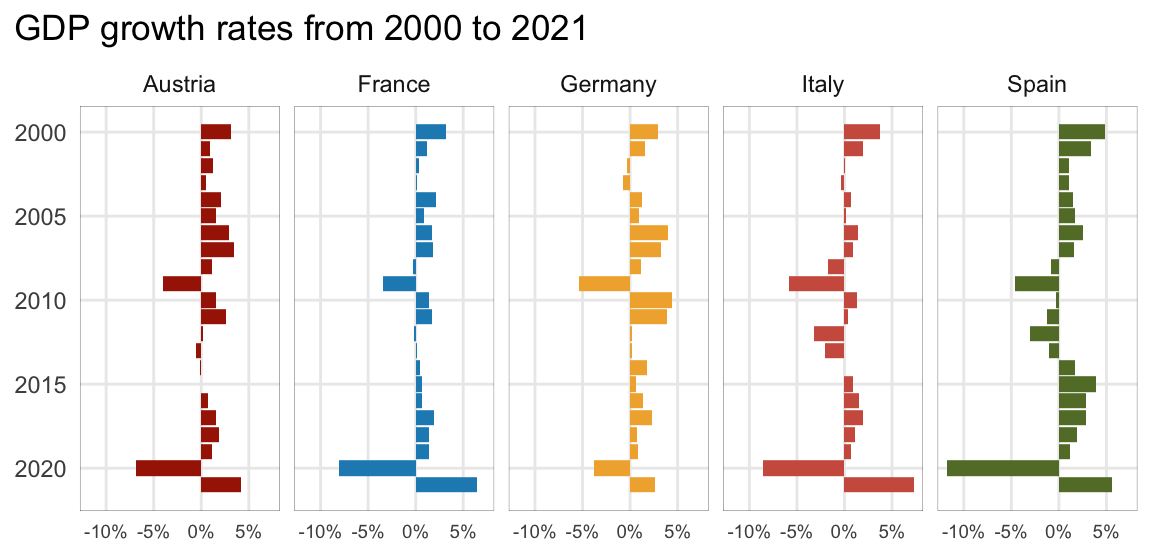 GDP growth rates from 2000 to 2021
Austria France Germany Italy Spain
2000
2005
2010
2015
2020
-10% -5% 0% 5% -10% -5% 0% 5% -10% -5% 0% 5% -10% -5% 0% 5% -10% -5% 0% 5%